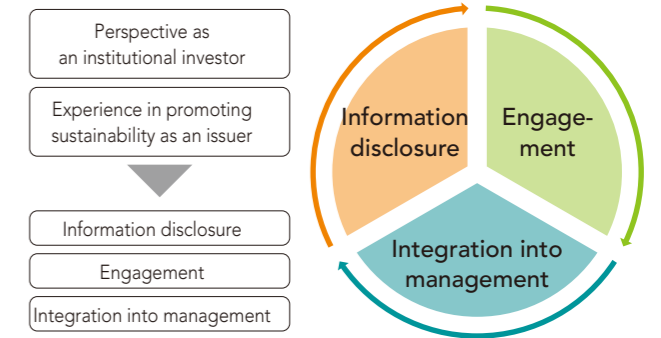 Perspective as
an institutional investor
Experience in promoting
sustainability as an issuer
Information disclosure
Engagement
Integration into management
Information
disclosure
Engage-
ment
Integration into
management